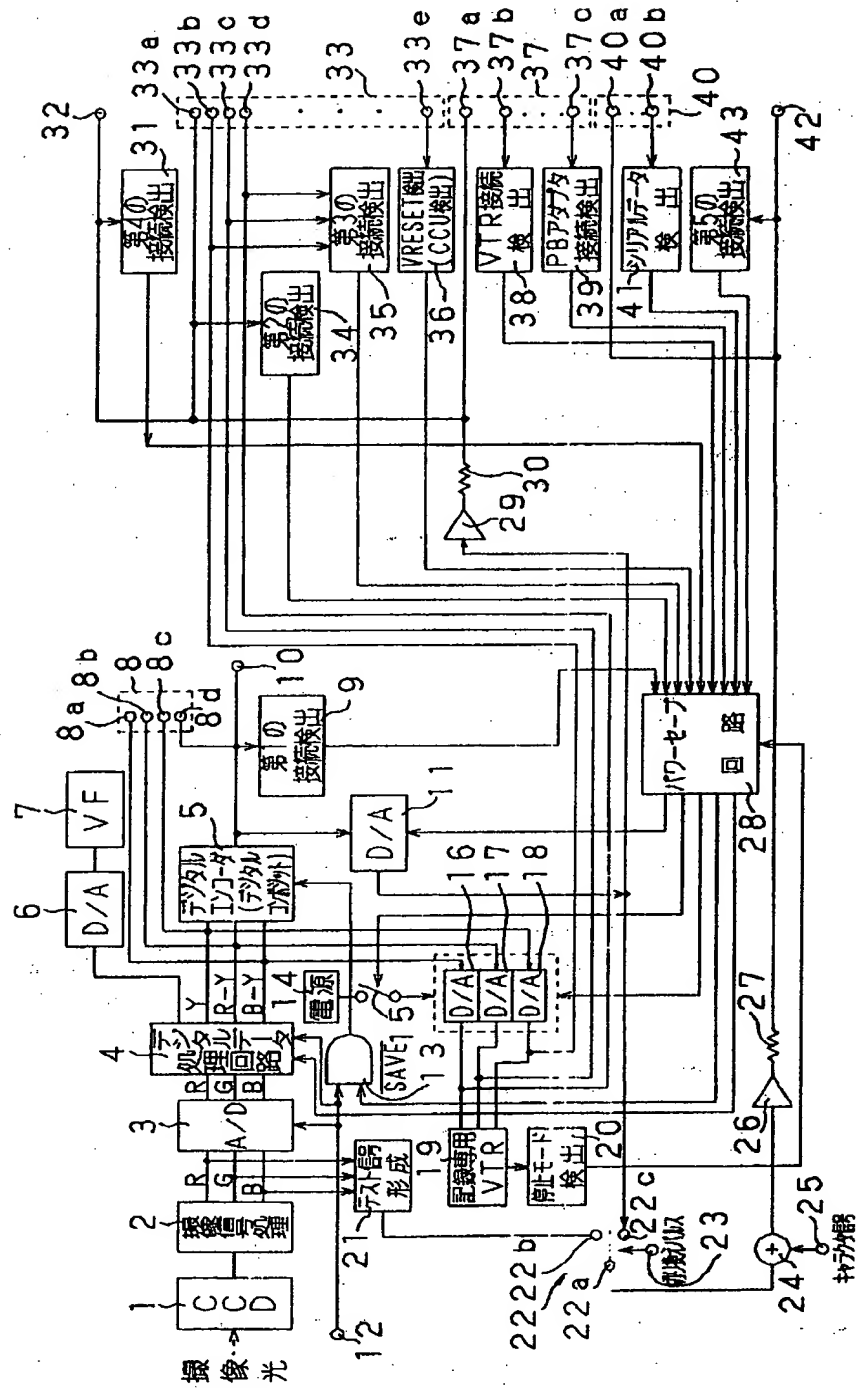 撮像光
1
CCD
2
撮像信号処理
R
G
B
3
A/D
R
G
B
4
デジタルデータ処理回路
Y
R-Y
B-Y
5
デジタル
エンコーダ
(デジタル
コンポジット)
6
D/A
7
VF
8a
8b
8
8c
8d
10
第1の
接続検出
9
D/A
11
12
13
SAVE1
14
電源
15
D/A
D/A
D/A
16
17
18
19
記録専用
VTR
停止モード
検出
20
テスト信号
形成
21
22
22b
22a
22c
切り換えパルス
23
24
25
キャラクタ信号
26
27
パワーセーブ
回路
28
29
30
第4の
接続検出
31
32
33a
33b
33c
33d
33
33e
第2の
接続検出
34
第3の
接続検出
35
VRESET検出
(CCU検出)
36
37a
37b
37
37c
VTR接続
検出
38
PBアダプタ
接続検出
39
40a
40b
40
シリアルデータ
検出
41
42
第5の
接続検出
43